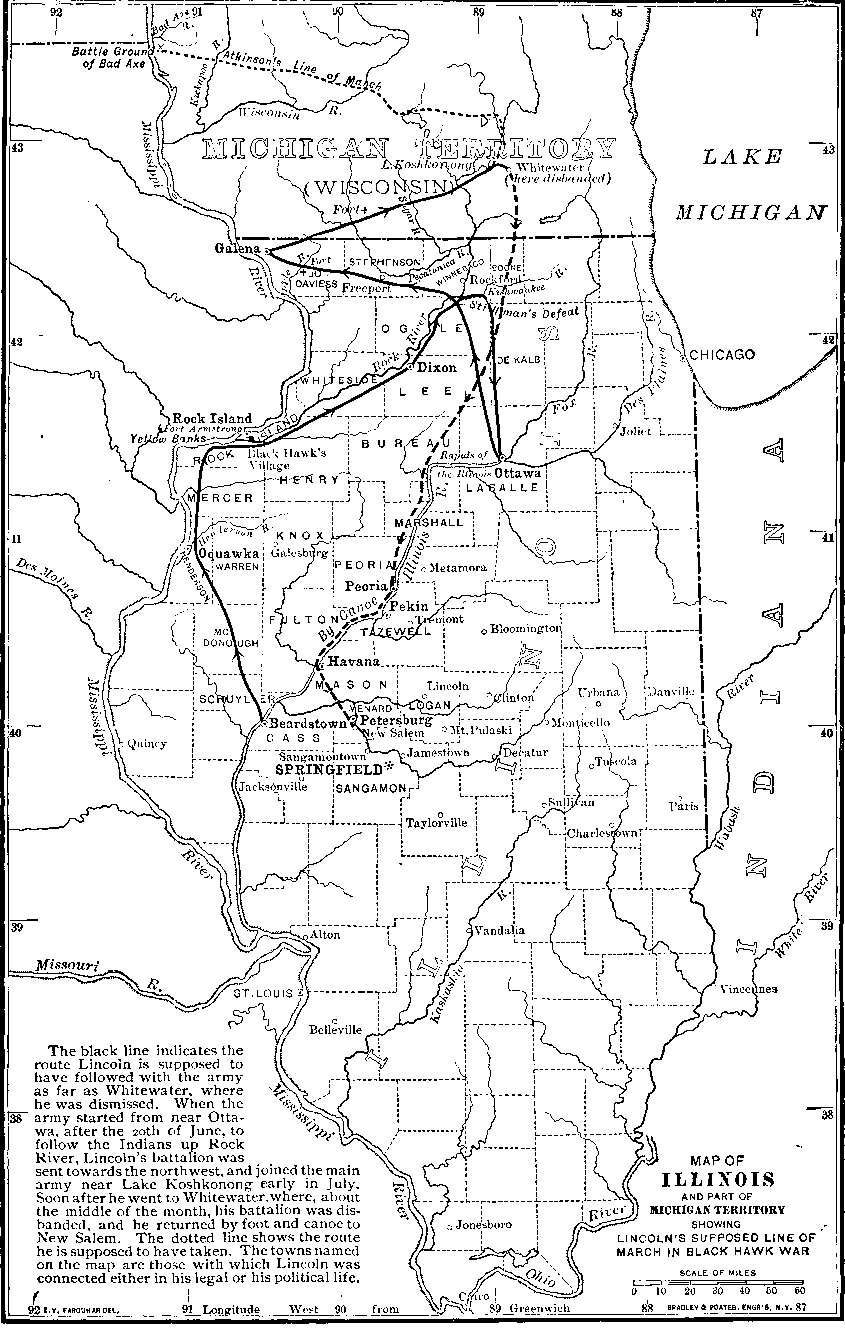 92
91
90
89
88
87
Bad Axe
R.
Battle Ground
of Bad Axe
Kickapoo
R.
Atkinson's Line
of March
Wisconsin R.
Mississippi
43
43
MICHIGAN TERRITORY
(WISCONSIN)
L. Koshkonong
Whitewater
(here disbanded)
LAKE
MICHIGAN
Fort
Sugar R.
Galena
River
Fort
JO
DAVIESS
STEPHENSON
Freeport
Pecatonica R.
WINNEBAGO
BOONE
Rockford
Kishwaukee
R.
Stillman's Defeat
OGLE
42
42
Rock River
Dixon
DE KALB
CHICAGO
WHITESIDE
LEE
Fox
R.
Des Plaines
R.
Joliet
Rock Island
Fort Armstrong
Yellow Banks
ROCK
ISLAND
Black Hawk's
Village
BUREAU
Rapids of
the Illinois
Ottawa
LASALLE
HENRY
MERCER
R.
Henderson R.
KNOX
MARSHALL
41
41
Oquawka
WARREN
Galesburg
HENDERSON
PEORIA
Illinois
Metamora
Des Moines
R.
Peoria
Pekin
By Canoe
FULTON
Tremont
TAZEWELL
Bloomington
MC
DONOUGH
Havana
MASON
Mississippi
SCHUYLER
Lincoln
LOGAN
Clinton
Urbana
Danville
River
MENARD
40
40
Beardstown
Petersburg
New Salem
Mt. Pulaski
Monticello
CASS
Quincy
Sangamontown
Jamestown
Decatur
SPRINGFIELD
Tuscola
Jacksonville
SANGAMON
Sullivan
Paris
Taylorville
Charlestown
Wabash
River
R.
39
39
Alton
Vandalia
White River
Missouri
R.
ST. LOUIS
Kaskaskia
Vincennes
Belleville
ILLINOIS
INDIANA
The black line indicates the
route Lincoln is supposed to
have followed with the army
as far as Whitewater, where
he was dismissed. When the
army started from near Otta-
wa, after the 20th of June, to
follow the Indians up Rock
River, Lincoln's battalion was
sent towards the northwest, and joined the main
army near Lake Koshkonong early in July.
Soon after he went to Whitewater, where, about
the middle of the month, his battalion was dis-
banded, and he returned by foot and canoe to
New Salem. The dotted line shows the route
he is supposed to have taken. The towns named
on the map are those with which Lincoln was
connected either in his legal or his political life.
38
38
Mississippi
River
Jonesboro
River
Ohio
Cairo
MAP OF
ILLINOIS
AND PART OF
MICHIGAN TERRITORY
SHOWING
LINCOLN'S SUPPOSED LINE OF
MARCH IN BLACK HAWK WAR
SCALE OF MILES
0 10 20 30 40 50 60
92 E.Y. FARQUHAR DEL,
91 Longitude West 90 from 89 Greenwich 88
BRADLEY & POATES, ENGR'S, N.Y. 87